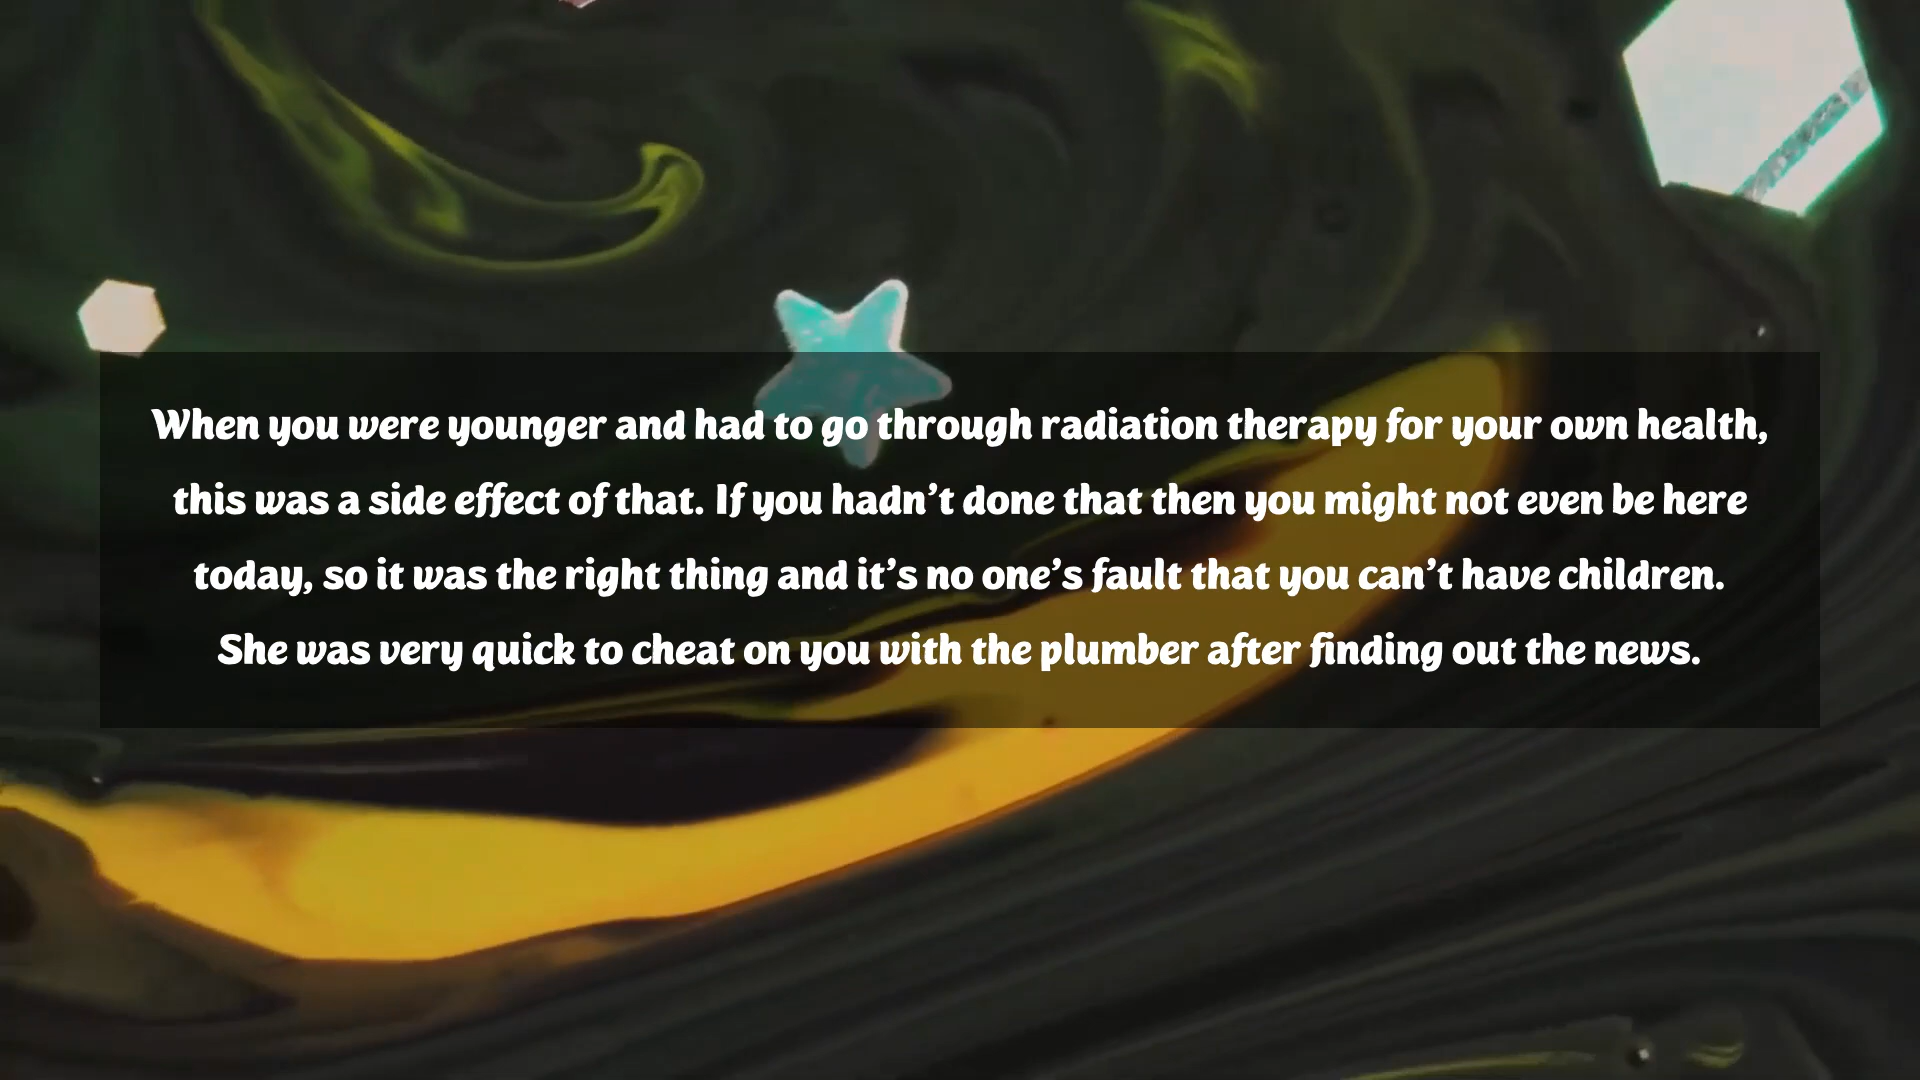 When you were younger and had to go through radiation therapy for your own health,
this was a side effect of that. If you hadn’t done that then you might not even be here
today, so it was the right thing and it’s no one’s fault that you can’t have children.
She was very quick to cheat on you with the plumber after finding out the news.